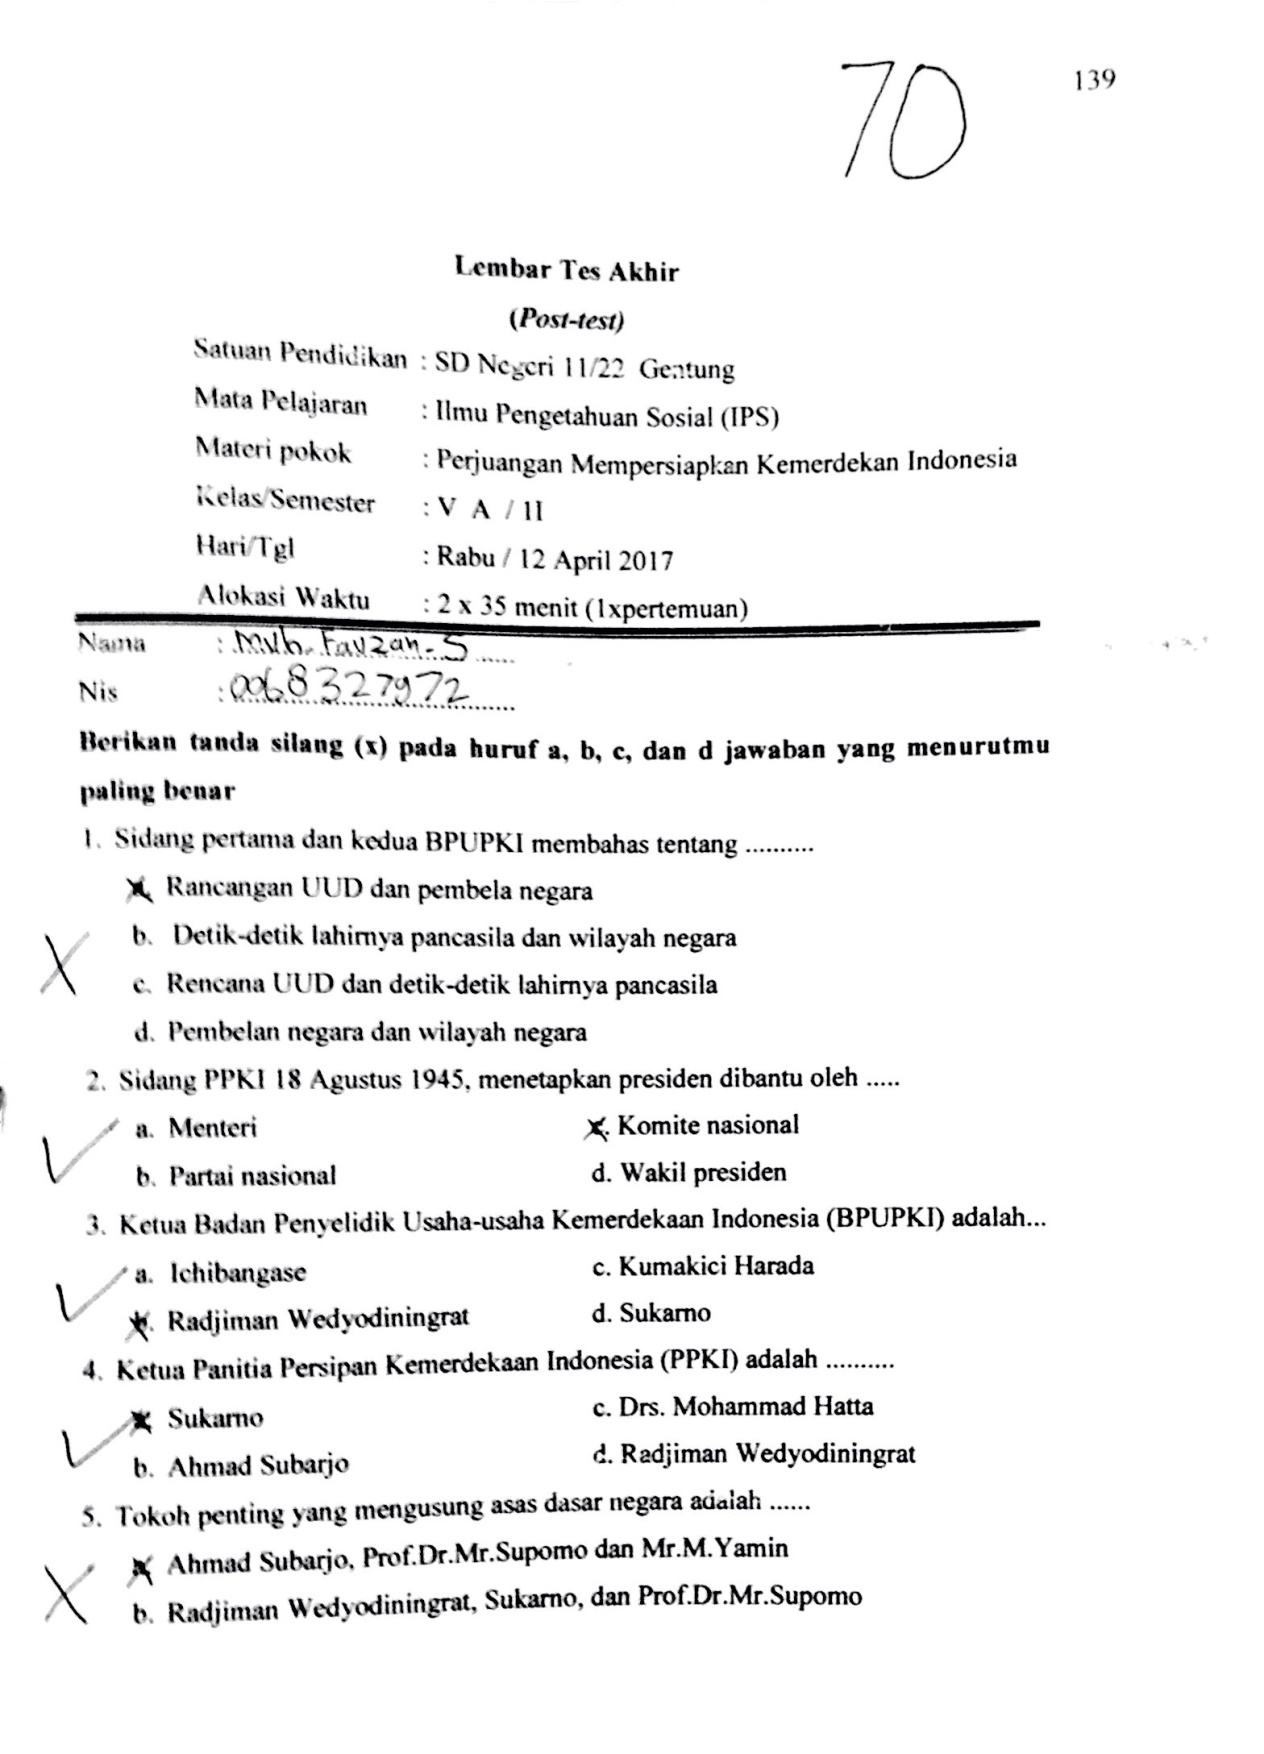 139
70
Lembar Tes Akhir
(Post-test)
Satuan Pendidikan : SD Negeri 11/22 Gentung
Mata Pelajaran : Ilmu Pengetahuan Sosial (IPS)
Materi pokok : Perjuangan Mempersiapkan Kemerdekan Indonesia
Kelas/Semester : V A / II
Hari/Tgl : Rabu / 12 April 2017
Alokasi Waktu : 2 x 35 menit (1xpertemuan)
Nama : Muh. Fauzan. S
Nis : 0068327972
Berikan tanda silang (x) pada huruf a, b, c, dan d jawaban yang menurutmu
paling benar
1. Sidang pertama dan kedua BPUPKI membahas tentang ..........
a. Rancangan UUD dan pembela negara
b. Detik-detik lahirnya pancasila dan wilayah negara
c. Rencana UUD dan detik-detik lahirnya pancasila
d. Pembelan negara dan wilayah negara
2. Sidang PPKI 18 Agustus 1945, menetapkan presiden dibantu oleh .....
a. Menteri c. Komite nasional
b. Partai nasional d. Wakil presiden
3. Ketua Badan Penyelidik Usaha-usaha Kemerdekaan Indonesia (BPUPKI) adalah...
a. Ichibangase c. Kumakici Harada
b. Radjiman Wedyodiningrat d. Sukarno
4. Ketua Panitia Persipan Kemerdekaan Indonesia (PPKI) adalah ..........
a. Sukarno c. Drs. Mohammad Hatta
b. Ahmad Subarjo d. Radjiman Wedyodiningrat
5. Tokoh penting yang mengusung asas dasar negara adalah ......
a. Ahmad Subarjo, Prof.Dr.Mr.Supomo dan Mr.M.Yamin
b. Radjiman Wedyodiningrat, Sukarno, dan Prof.Dr.Mr.Supomo